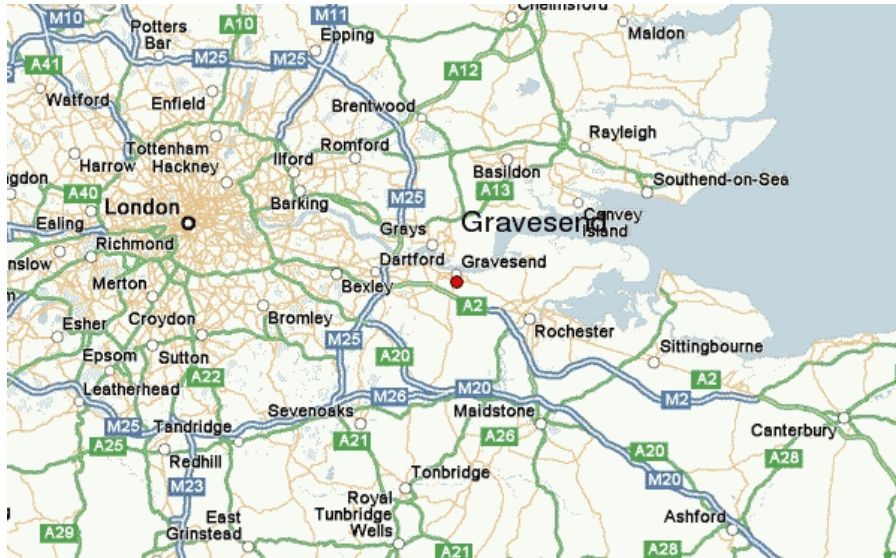 Chelmsford
M10
Potters
Bar
A10
M11
Epping
Maldon
M25
M25
A41
A12
Watford
Enfield
Brentwood
Tottenham
Hackney
Romford
Rayleigh
Harrow
Ilford
Basildon
gdon
A40
M25
A13
Southend-on-Sea
London
Barking
Ealing
Grays
Gravesend
Canvey
Island
Richmond
Dartford
Gravesend
nslow
Merton
Bexley
A2
m
Croydon
Bromley
Rochester
Esher
M25
Sittingbourne
Epsom
Sutton
A20
A22
A2
Leatherhead
M20
M26
M2
Sevenoaks
Maidstone
M25
Tandridge
Canterbury
A25
A21
A26
A20
A28
Redhill
Tonbridge
M23
M20
Royal
Tunbridge
Wells
East
Grinstead
Ashford
A29
A21
A28